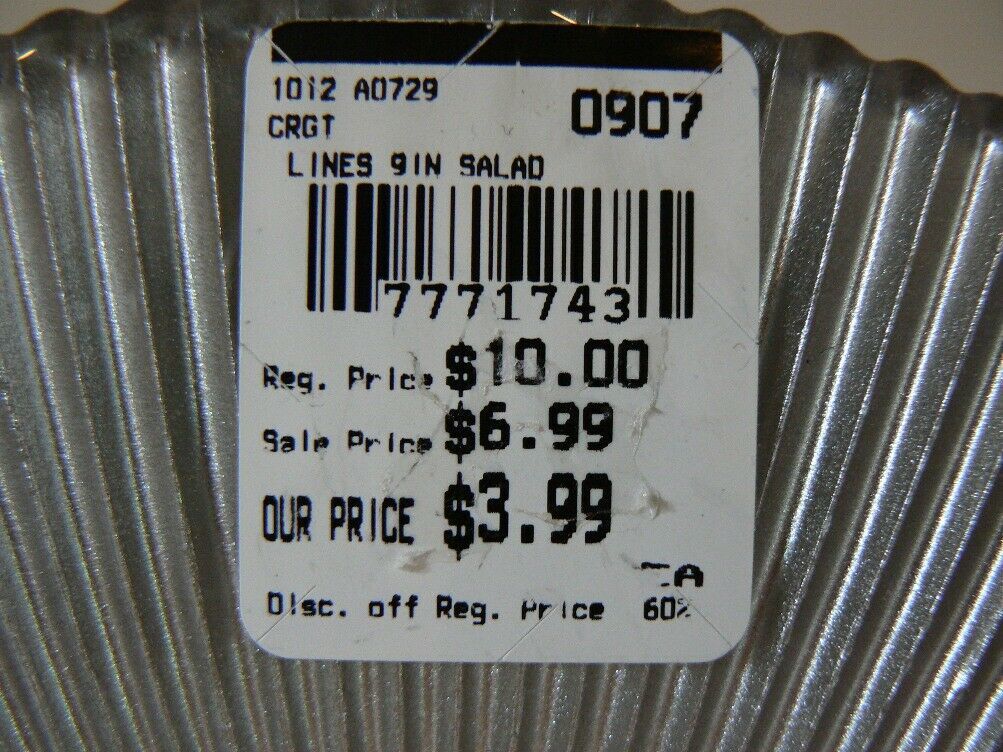 1012 A0729
CRGT 0907
LINES 9IN SALAD
7771743
Reg. Price $10.00
Sale Price $6.99
OUR PRICE $3.99
EA
Disc. off Reg. Price 60%